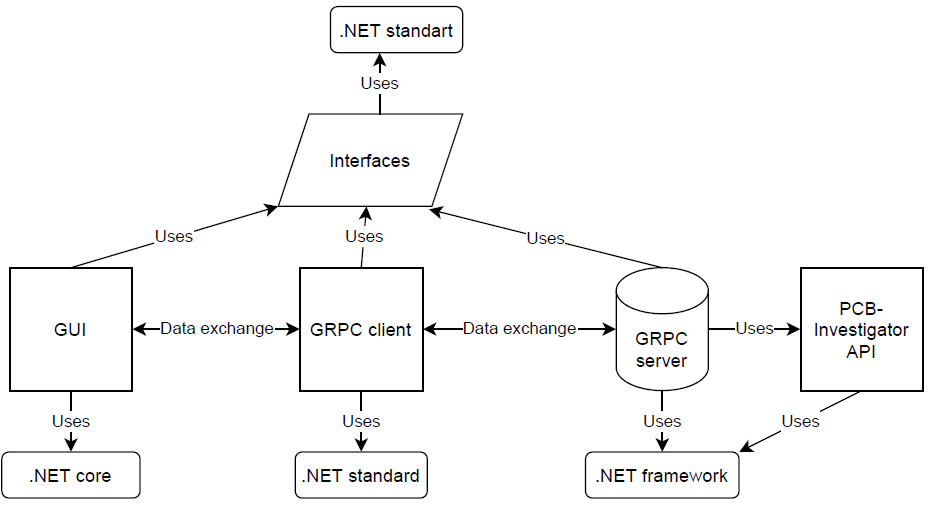 .NET standart
Uses
Interfaces
Uses
Uses
Uses
GUI
Data exchange
GRPC client
Data exchange
GRPC
server
Uses
PCB-
Investigator
API
Uses
Uses
Uses
Uses
.NET core
.NET standard
.NET framework